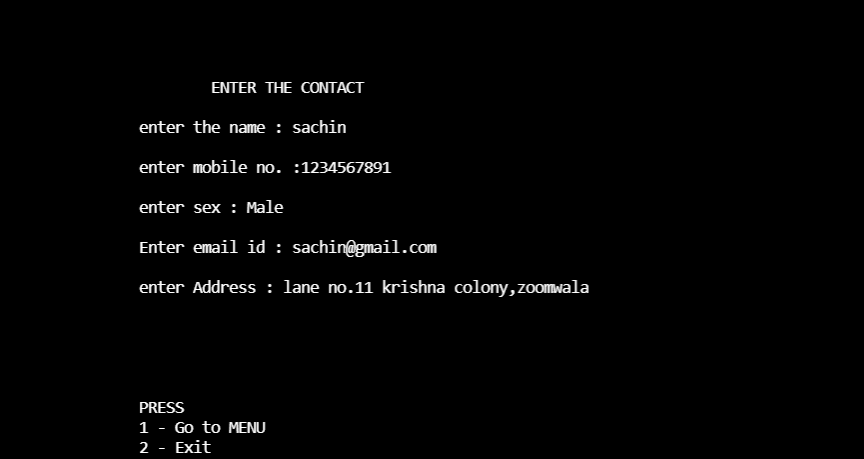 ENTER THE CONTACT
enter the name : sachin
enter mobile no. :1234567891
enter sex : Male
Enter email id : sachin@gmail.com
enter Address : lane no.11 krishna colony,zoomwala
PRESS
1 - Go to MENU
2 - Exit